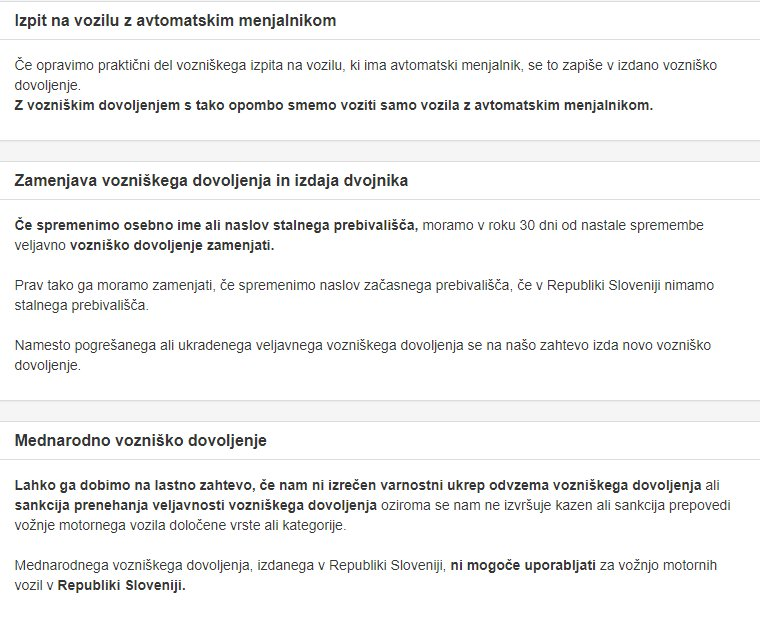 Izpit na vozilu z avtomatskim menjalnikom
Če opravimo praktični del vozniškega izpita na vozilu, ki ima avtomatski menjalnik, se to zapiše v izdano vozniško
dovoljenje.
Z vozniškim dovoljenjem s tako opombo smemo voziti samo vozila z avtomatskim menjalnikom.
Zamenjava vozniškega dovoljenja in izdaja dvojnika
Če spremenimo osebno ime ali naslov stalnega prebivališča, moramo v roku 30 dni od nastale spremembe
veljavno vozniško dovoljenje zamenjati.
Prav tako ga moramo zamenjati, če spremenimo naslov začasnega prebivališča, če v Republiki Sloveniji nimamo
stalnega prebivališča.
Namesto pogrešanega ali ukradenega veljavnega vozniškega dovoljenja se na našo zahtevo izda novo vozniško
dovoljenje.
Mednarodno vozniško dovoljenje
Lahko ga dobimo na lastno zahtevo, če nam ni izrečen varnostni ukrep odvzema vozniškega dovoljenja ali
sankcija prenehanja veljavnosti vozniškega dovoljenja oziroma se nam ne izvršuje kazen ali sankcija prepovedi
vožnje motornega vozila določene vrste ali kategorije.
Mednarodnega vozniškega dovoljenja, izdanega v Republiki Sloveniji, ni mogoče uporabljati za vožnjo motornih
vozil v Republiki Sloveniji.